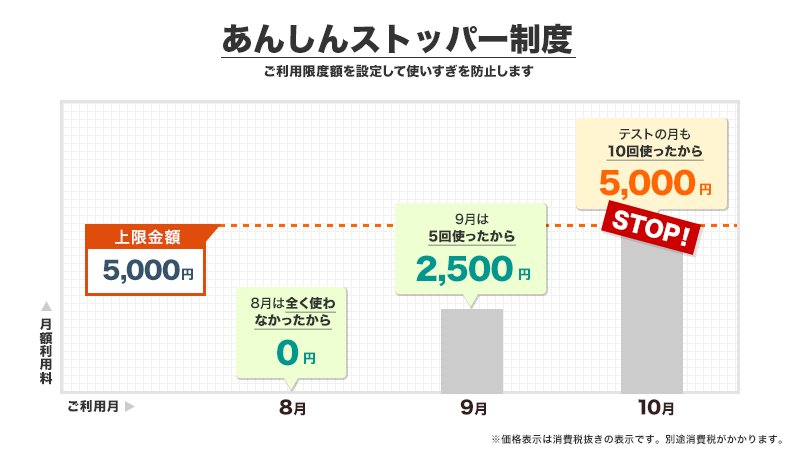 あんしんストッパー制度
ご利用限度額を設定して使いすぎを防止します
テストの月も
10回使ったから
5,000円
STOP!
上限金額
5,000円
9月は
5回使ったから
2,500円
8月は全く使わ
なかったから
0円
▲月額利用料
ご利用月▶
8月
9月
10月
※価格表示は消費税抜きの表示です。別途消費税がかかります。